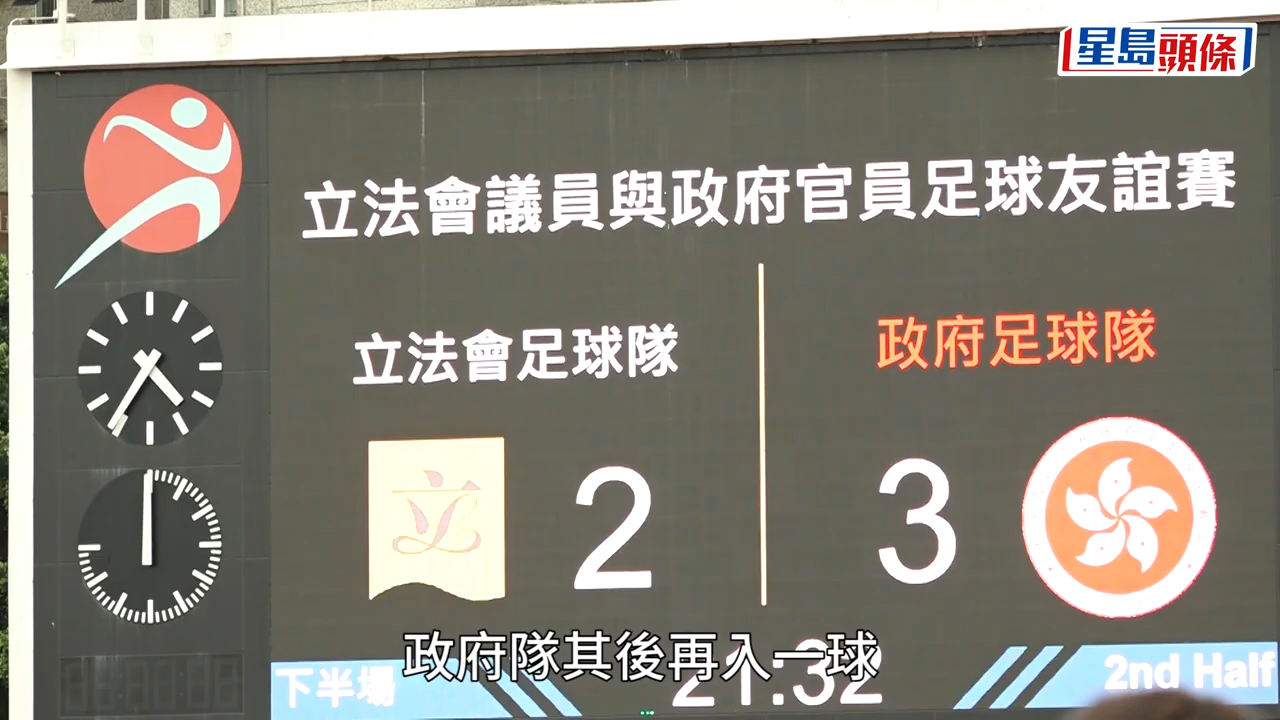 星島頭條
立法會議員與政府官員足球友誼賽
立法會足球隊
政府足球隊
立
2
3
政府隊其後再入一球
下半場
21:32
2nd Half